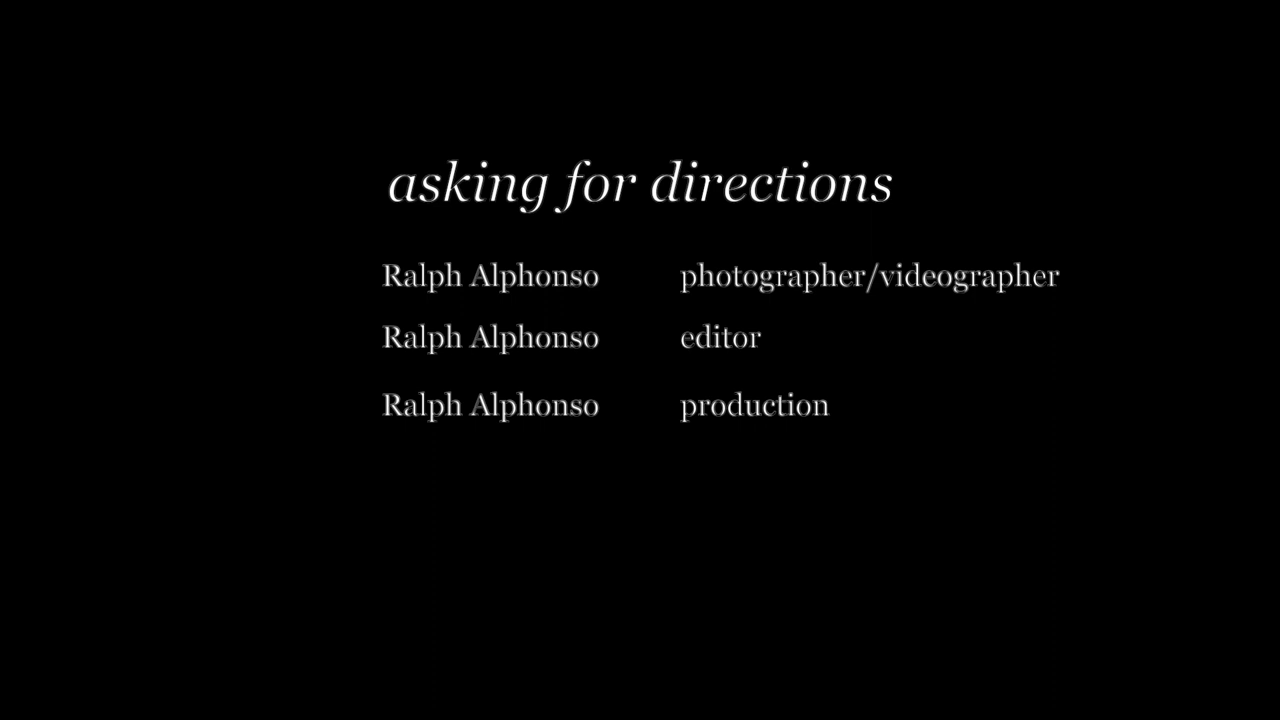 asking for directions
Ralph Alphonso photographer/videographer
Ralph Alphonso editor
Ralph Alphonso production